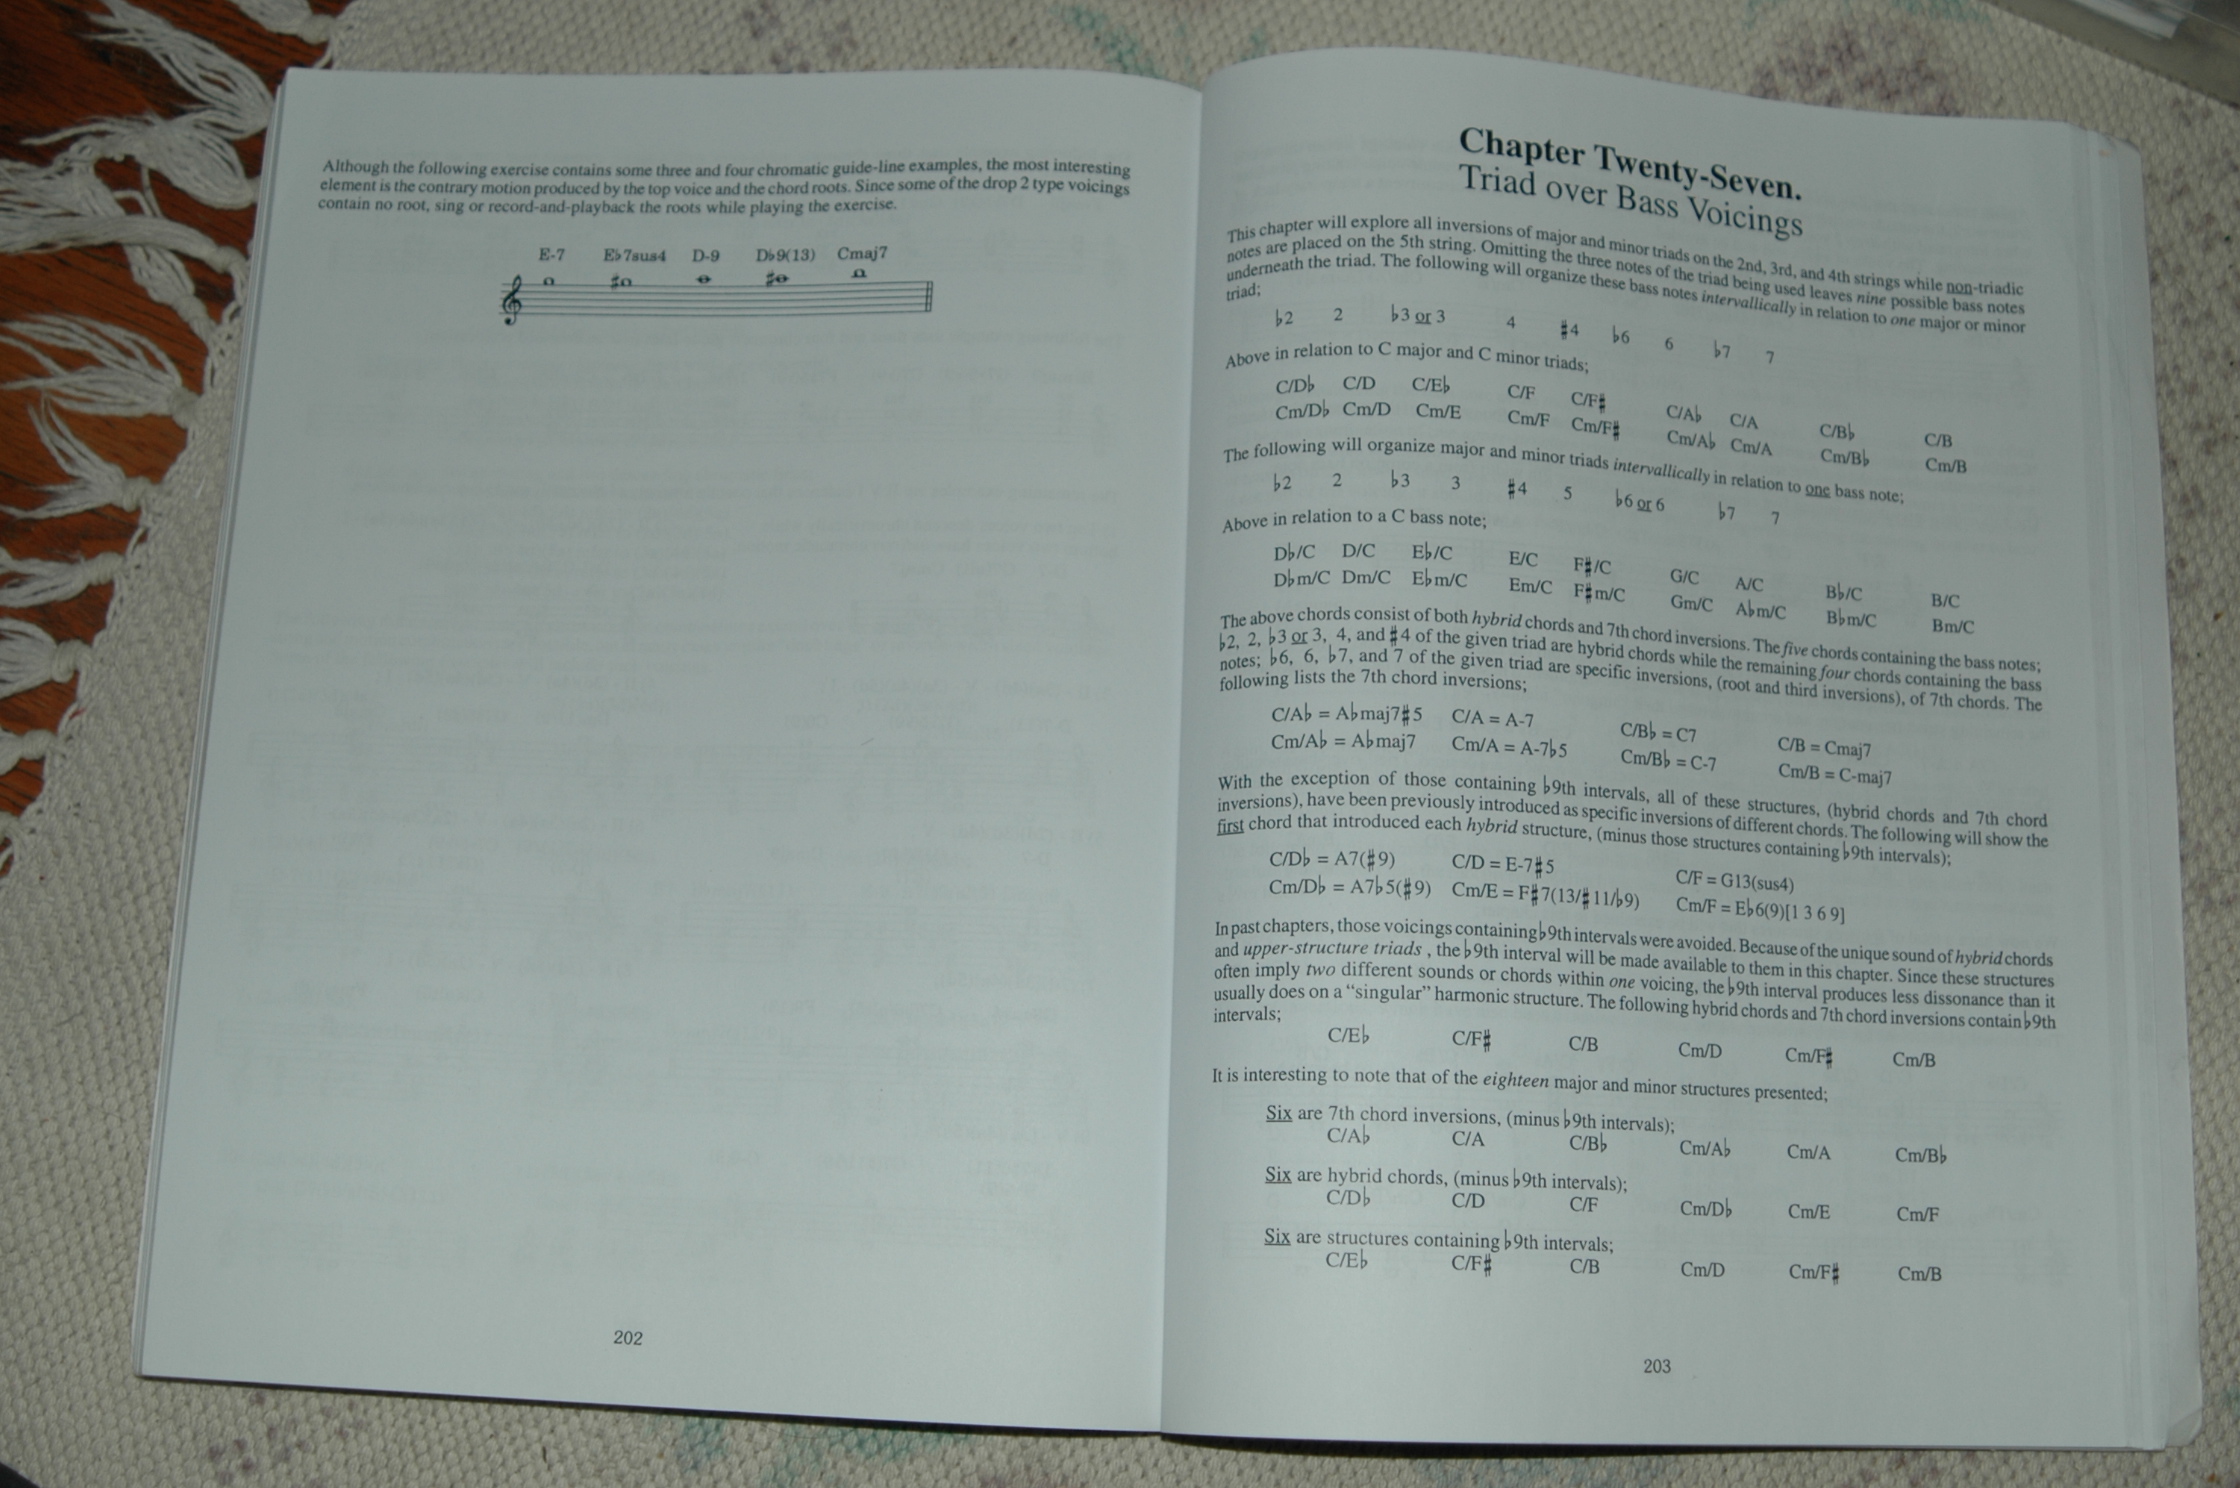 Although the following exercise contains some three and four chromatic guide-line examples, the most interesting
element is the contrary motion produced by the top voice and the chord roots. Since some of the drop 2 type voicings
contain no root, sing or record-and-playback the roots while playing the exercise.
E-7 E♭7sus4 D-9 D♭9(13) Cmaj7
202
Chapter Twenty-Seven.
Triad over Bass Voicings
This chapter will explore all inversions of major and minor triads on the 2nd, 3rd, and 4th strings while non-triadic
notes are placed on the 5th string. Omitting the three notes of the triad being used leaves nine possible bass notes
underneath the triad. The following will organize these bass notes intervallically in relation to one major or minor
triad;
♭2 2 ♭3 or 3 4 ♯4 ♭6 6 ♭7 7
Above in relation to C major and C minor triads;
C/D♭ C/D C/E♭ C/F C/F♯ C/A♭ C/A C/B♭ C/B
Cm/D♭ Cm/D Cm/E Cm/F Cm/F♯ Cm/A♭ Cm/A Cm/B♭ Cm/B
The following will organize major and minor triads intervallically in relation to one bass note;
♭2 2 ♭3 3 ♯4 5 ♭6 or 6 ♭7 7
Above in relation to a C bass note;
D♭/C D/C E♭/C E/C F♯/C G/C A/C B♭/C B/C
D♭m/C Dm/C E♭m/C Em/C F♯m/C Gm/C A♭m/C B♭m/C Bm/C
The above chords consist of both hybrid chords and 7th chord inversions. The five chords containing the bass notes;
♭2, 2, ♭3 or 3, 4, and ♯4 of the given triad are hybrid chords while the remaining four chords containing the bass
notes; ♭6, 6, ♭7, and 7 of the given triad are specific inversions, (root and third inversions), of 7th chords. The
following lists the 7th chord inversions;
C/A♭ = A♭maj7♯5 C/A = A-7 C/B♭ = C7 C/B = Cmaj7
Cm/A♭ = A♭maj7 Cm/A = A-7♭5 Cm/B♭ = C-7 Cm/B = C-maj7
With the exception of those containing ♭9th intervals, all of these structures, (hybrid chords and 7th chord
inversions), have been previously introduced as specific inversions of different chords. The following will show the
first chord that introduced each hybrid structure, (minus those structures containing ♭9th intervals);
C/D♭ = A7(♯9) C/D = E-7♯5 C/F = G13(sus4)
Cm/D♭ = A7♭5(♯9) Cm/E = F♯7(13/♯11/♭9) Cm/F = E♭6(9)[1 3 6 9]
In past chapters, those voicings containing ♭9th intervals were avoided. Because of the unique sound of hybrid chords
and upper-structure triads , the ♭9th interval will be made available to them in this chapter. Since these structures
often imply two different sounds or chords within one voicing, the ♭9th interval produces less dissonance than it
usually does on a “singular” harmonic structure. The following hybrid chords and 7th chord inversions contain ♭9th
intervals;
C/E♭ C/F♯ C/B Cm/D Cm/F♯ Cm/B
It is interesting to note that of the eighteen major and minor structures presented;
Six are 7th chord inversions, (minus ♭9th intervals);
C/A♭ C/A C/B♭ Cm/A♭ Cm/A Cm/B♭
Six are hybrid chords, (minus ♭9th intervals);
C/D♭ C/D C/F Cm/D♭ Cm/E Cm/F
Six are structures containing ♭9th intervals;
C/E♭ C/F♯ C/B Cm/D Cm/F♯ Cm/B
203